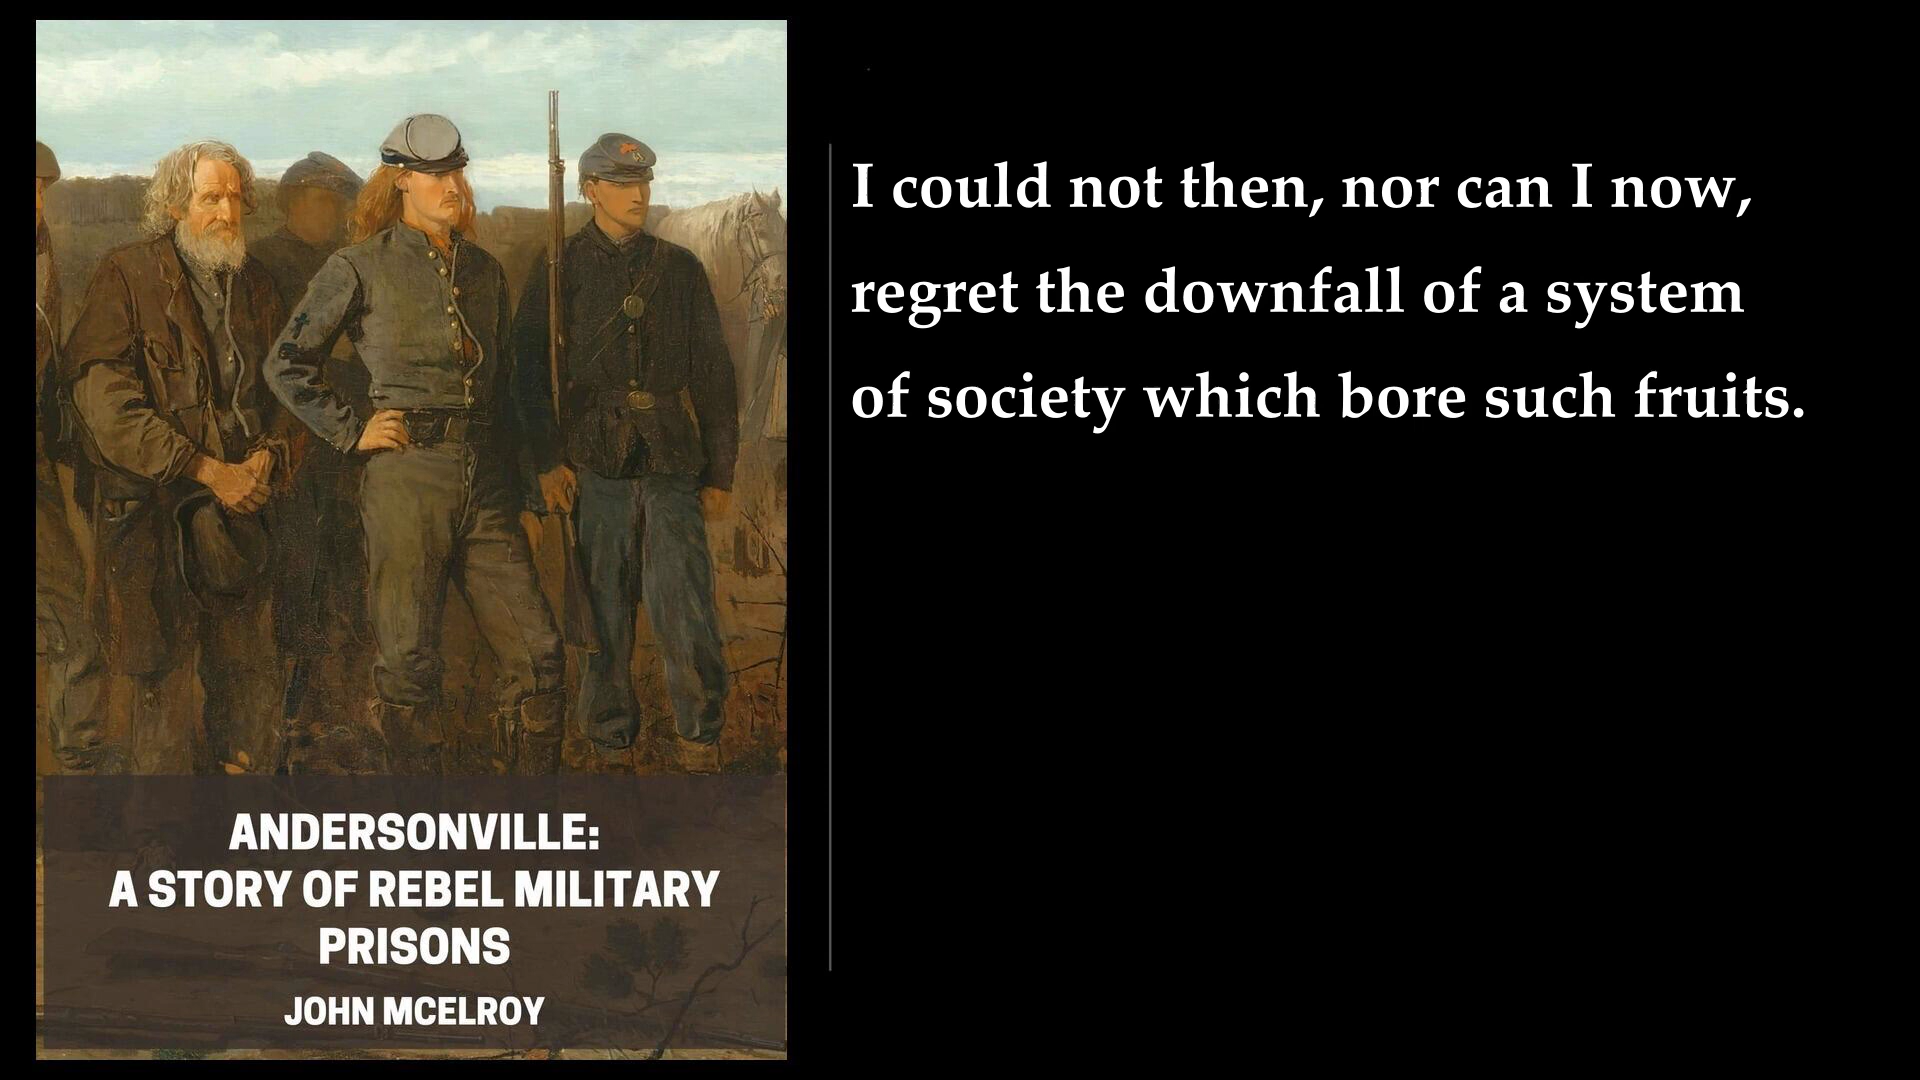 ANDERSONVILLE:
A STORY OF REBEL MILITARY
PRISONS
JOHN MCELROY
I could not then, nor can I now,
regret the downfall of a system
of society which bore such fruits.